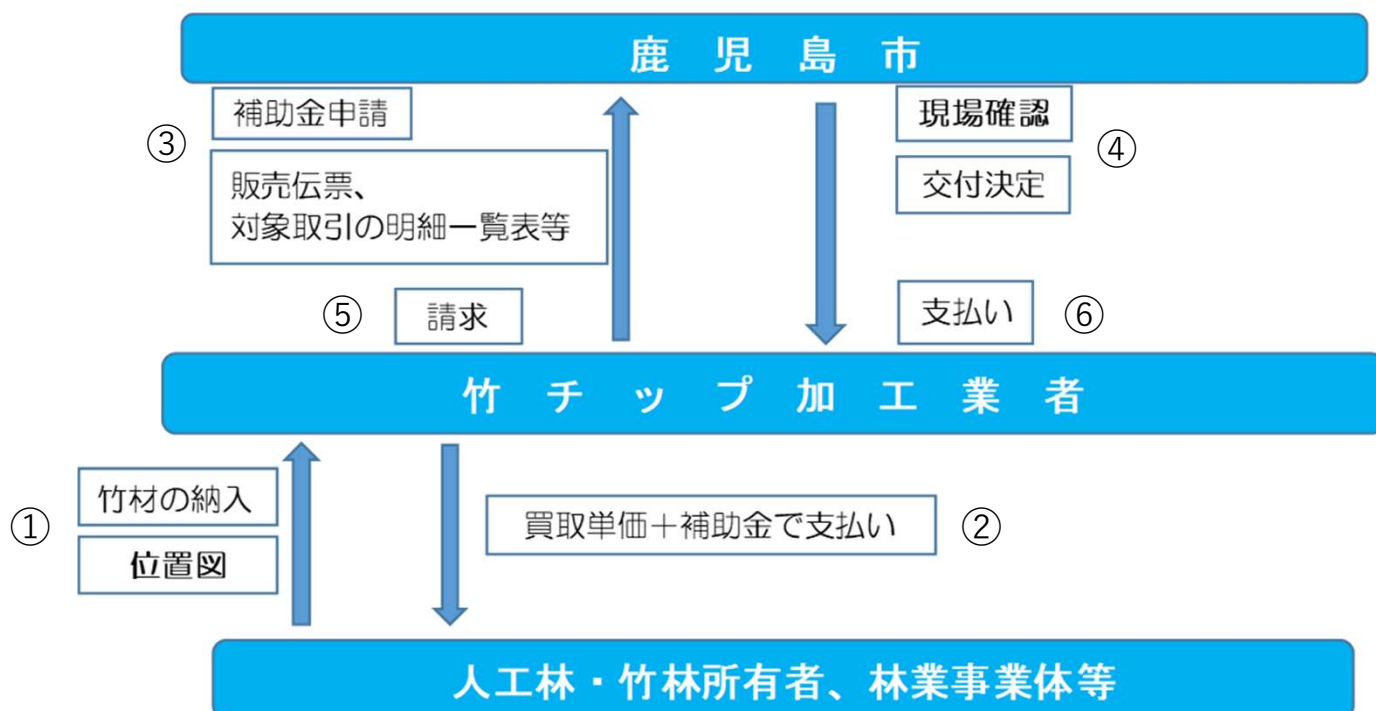 鹿児島市
補助金申請
③
販売伝票、
対象取引の明細一覧表等
現場確認
④
交付決定
⑤
請求
支払い
⑥
竹チップ加工業者
①
竹材の納入
位置図
買取単価＋補助金で支払い
②
人工林・竹林所有者、林業事業体等